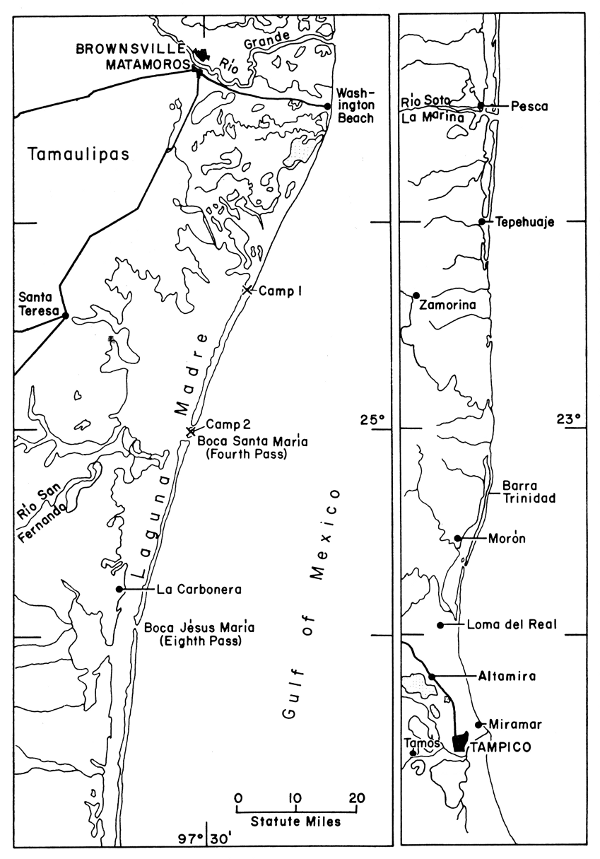 BROWNSVILLE
MATAMOROS
Río
Grande
Wash-
ington
Beach
Tamaulipas
Camp 1
Santa
Teresa
Laguna Madre
Camp 2
Boca Santa María
(Fourth Pass)
25°
Río San
Fernando
La Carbonera
Boca Jésus María
(Eighth Pass)
Gulf of Mexico
0 10 20
Statute Miles
97° 30'
Río Soto
La Marina
Pesca
Tepehuaje
Zamorina
23°
Barra
Trinidad
Morón
Loma del Real
Altamira
Miramar
Tamós
TAMPICO